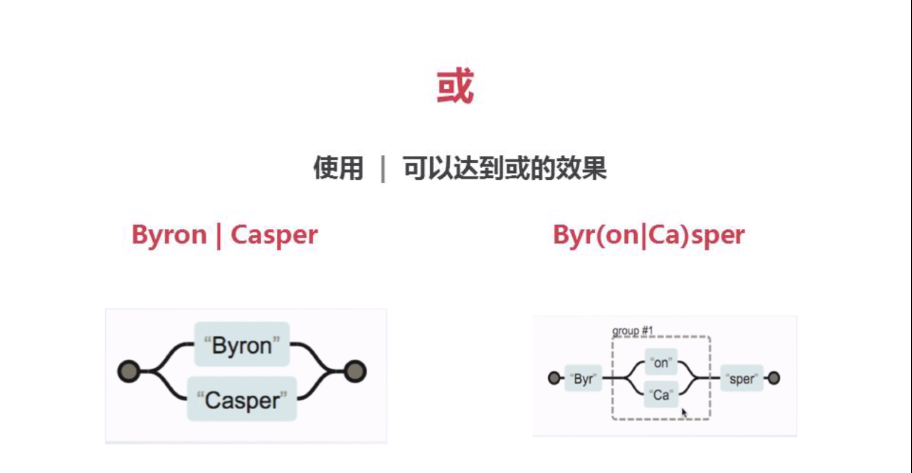 或
使用 | 可以达到或的效果
Byron | Casper
Byr(on|Ca)sper
“Byron”
“Casper”
group #1
“Byr”
“on”
“Ca”
“sper”